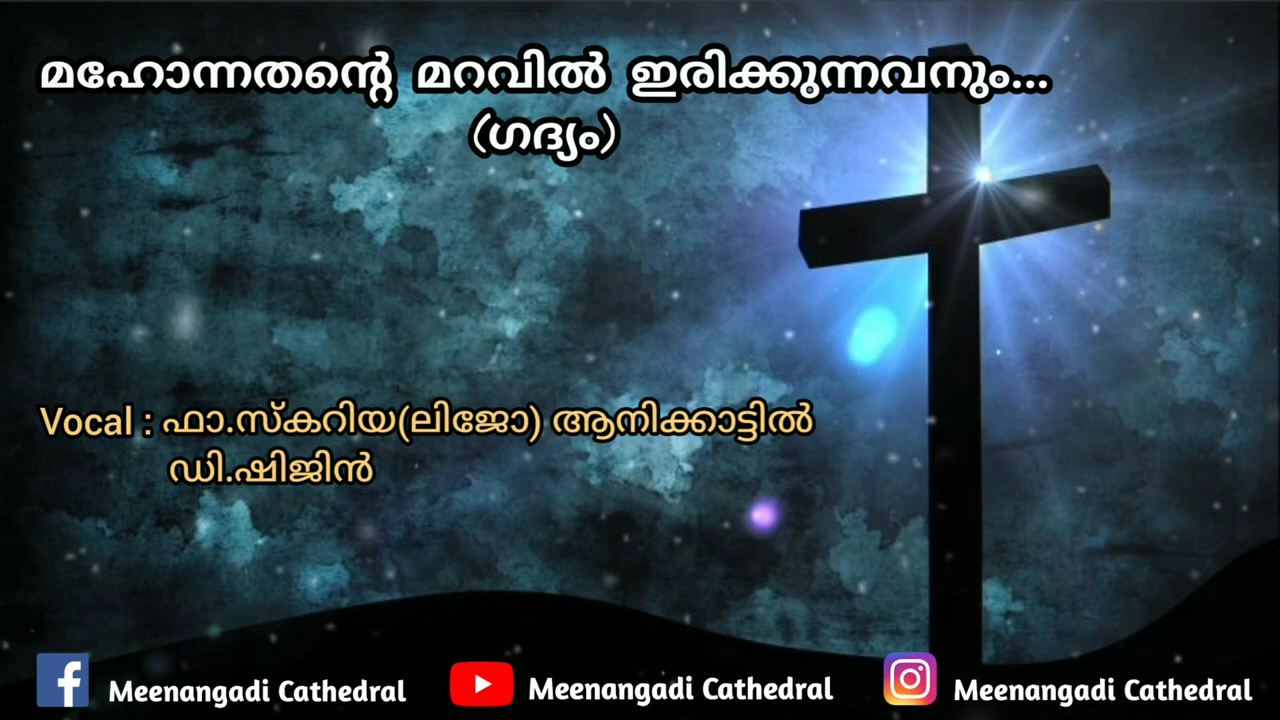 മഹോന്നതന്റെ മറവിൽ ഇരിക്കുന്നവനും...
(ഗദ്യം)
Vocal : ഫാ.സ്കറിയ(ലിജോ) ആനിക്കാട്ടിൽ
ഡി.ഷിജിൻ
Meenangadi Cathedral Meenangadi Cathedral Meenangadi Cathedral